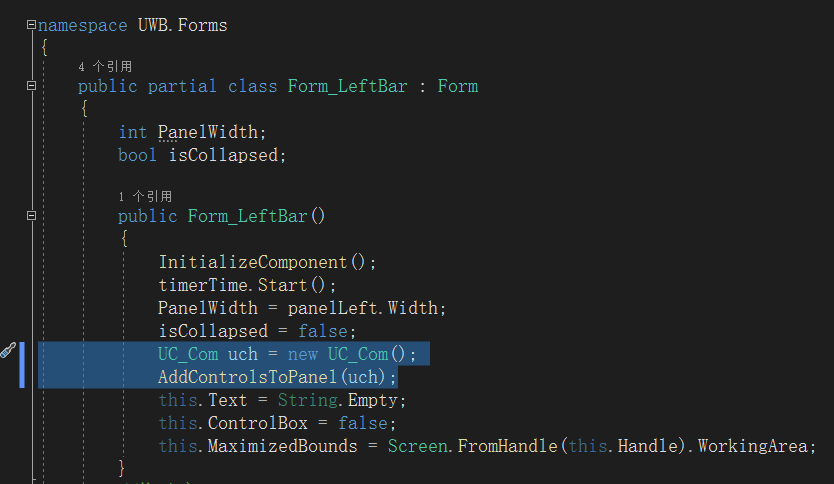 namespace UWB.Forms
{
4 个引用
public partial class Form_LeftBar : Form
{
int PanelWidth;
bool isCollapsed;
1 个引用
public Form_LeftBar()
{
InitializeComponent();
timerTime.Start();
PanelWidth = panelLeft.Width;
isCollapsed = false;
UC_Com uch = new UC_Com();
AddControlsToPanel(uch);
this.Text = String.Empty;
this.ControlBox = false;
this.MaximizedBounds = Screen.FromHandle(this.Handle).WorkingArea;
}